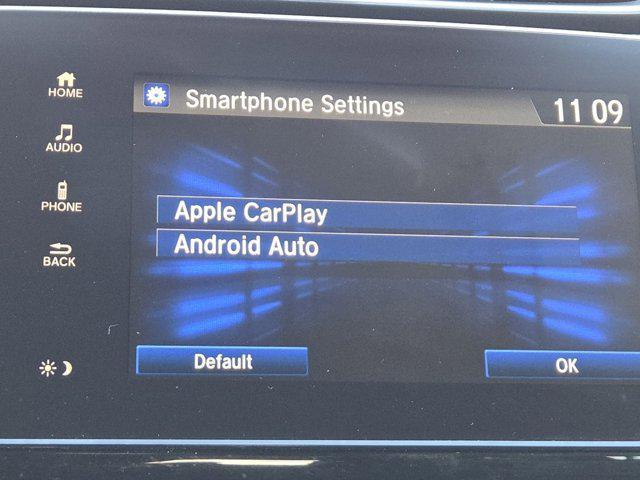 Smartphone Settings
11 09
HOME
AUDIO
PHONE
BACK
Apple CarPlay
Android Auto
Default
OK